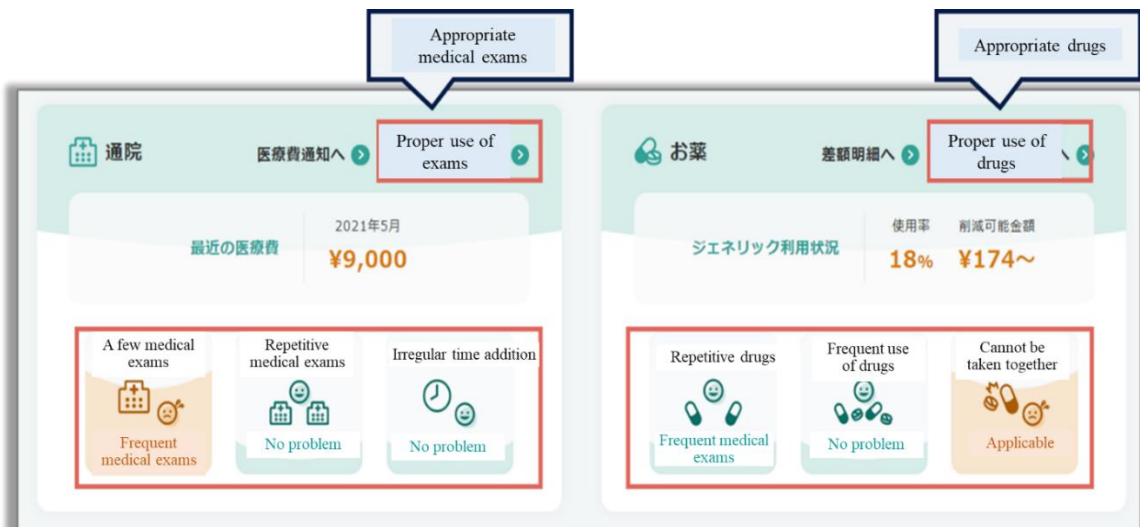 Appropriate
medical exams
Appropriate drugs
通院
医療費通知へ
Proper use of
exams
お薬
差額明細へ
Proper use of
drugs
へ
最近の医療費
2021年5月
¥9,000
ジェネリック利用状況
使用率
18%
削減可能金額
¥174～
A few medical
exams
Frequent
medical exams
Repetitive
medical exams
No problem
Irregular time addition
No problem
Repetitive drugs
Frequent medical
exams
Frequent use
of drugs
No problem
Cannot be
taken together
Applicable